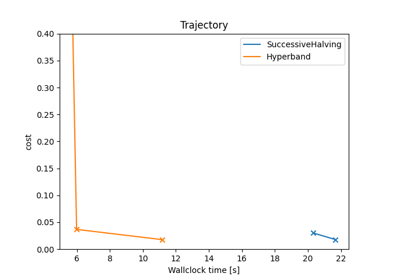 Trajectory
SuccessiveHalving
Hyperband
0.40
0.35
0.30
0.25
0.20
0.15
0.10
0.05
0.00
cost
6 8 10 12 14 16 18 20 22
Wallclock time [s]